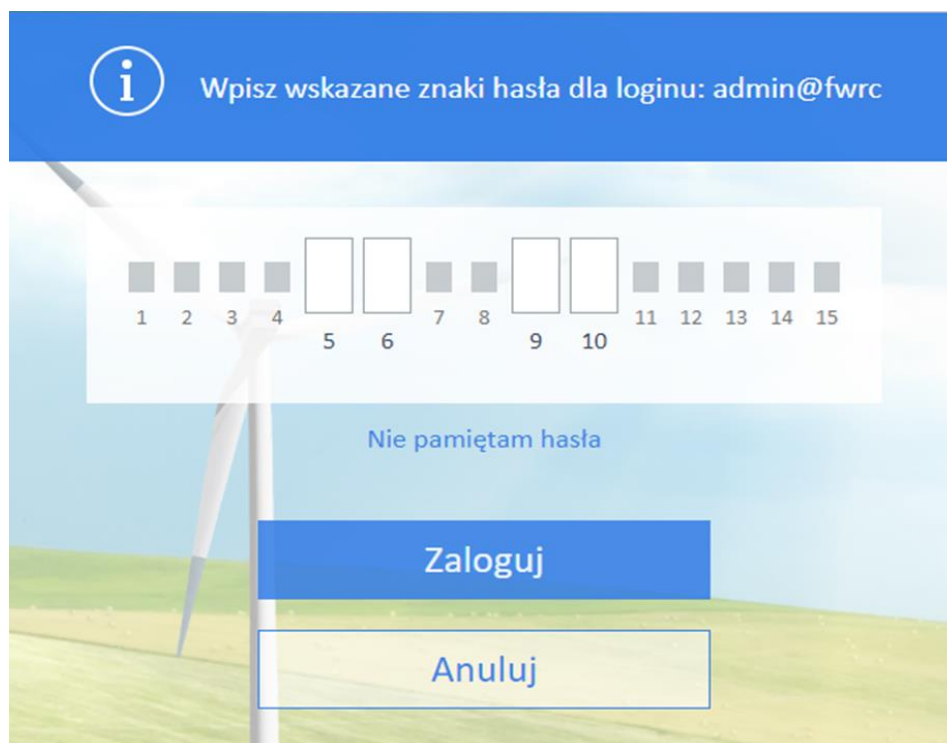 i
Wpisz wskazane znaki hasła dla loginu: admin@fwrc
1 2 3 4 5 6 7 8 9 10 11 12 13 14 15
Nie pamiętam hasła
Zaloguj
Anuluj